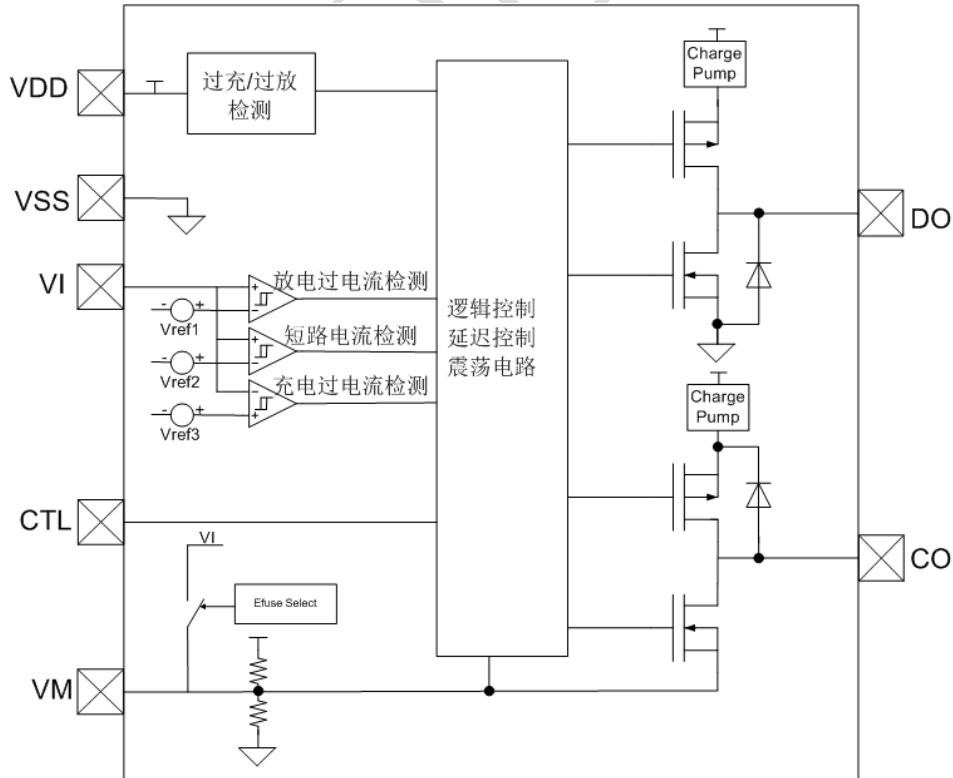 VDD
过充/过放
检测
Charge
Pump
VSS
DO
VI
放电过电流检测
Vref1
短路电流检测
Vref2
充电过电流检测
Vref3
逻辑控制
延迟控制
震荡电路
Charge
Pump
CTL
VI
CO
Efuse Select
VM